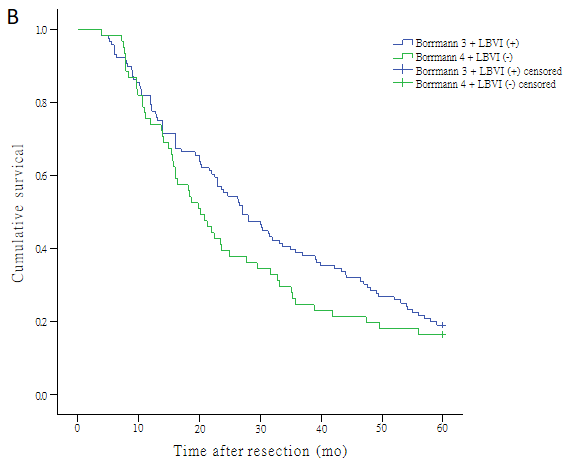 B
Borrmann 3 + LBVI (+)
Borrmann 4 + LBVI (-)
Borrmann 3 + LBVI (+) censored
Borrmann 4 + LBVI (-) censored
Cumulative survical
1.0
0.8
0.6
0.4
0.2
0.0
0 10 20 30 40 50 60
Time after resection (mo)